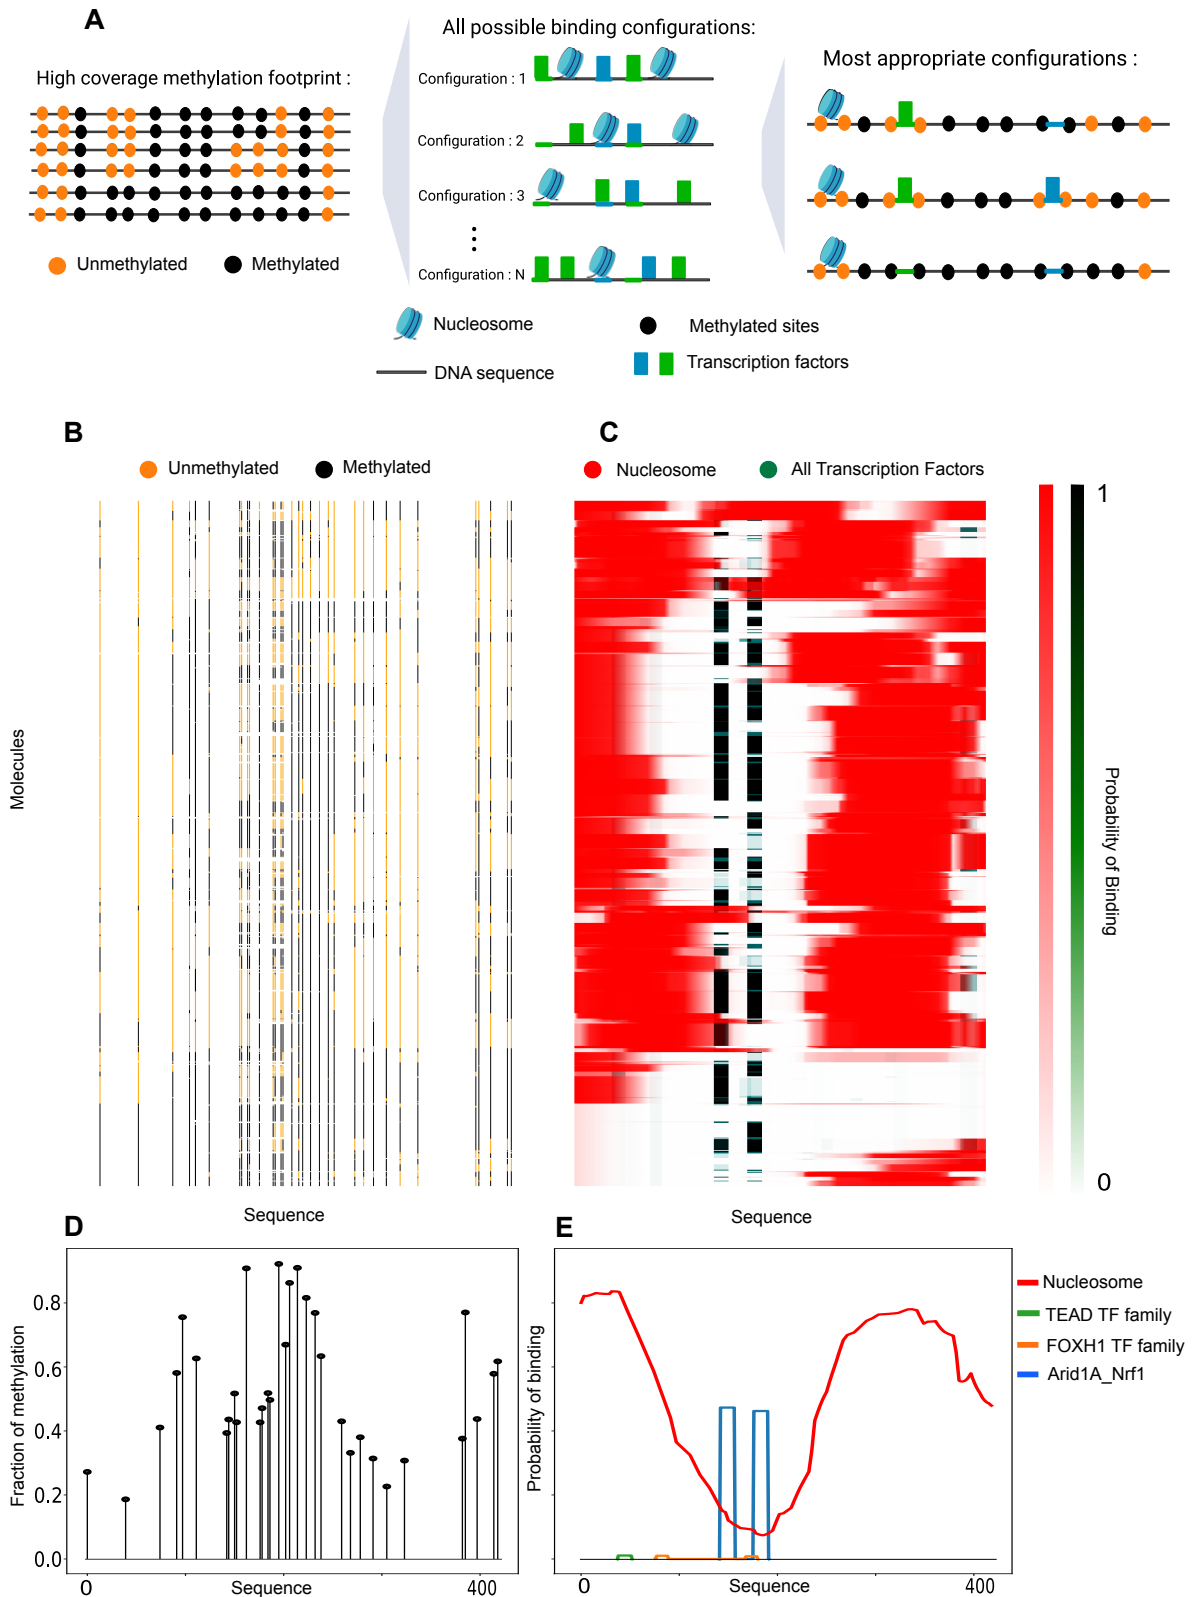 A
High coverage methylation footprint :
Unmethylated
Methylated
All possible binding configurations:
Configuration : 1
Configuration : 2
Configuration : 3
Configuration : N
Most appropriate configurations :
Nucleosome
Methylated sites
DNA sequence
Transcription factors
B
Unmethylated
Methylated
Molecules
Sequence
C
Nucleosome
All Transcription Factors
1
0
Probability of Binding
Sequence
D
Fraction of methylation
0.8
0.6
0.4
0.2
0.0
0
400
Sequence
E
Probability of binding
0
400
Sequence
Nucleosome
TEAD TF family
FOXH1 TF family
Arid1A_Nrf1